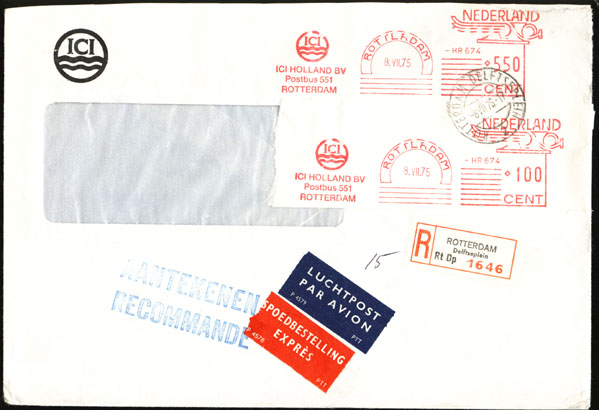 ICI
ICI
ICI HOLLAND BV
Postbus 551
ROTTERDAM
ROTTERDAM
8.VII.75
NEDERLAND
-HR 674
550
CENT
ICI
ICI HOLLAND BV
Postbus 551
ROTTERDAM
ROTTERDAM
8.VII.75
NEDERLAND
-HR 674
100
CENT
R
ROTTERDAM
Delftseplein
Rt Dp 1646
15
AANTEKENEN
RECOMMANDE
LUCHTPOST
PAR AVION
P 4579
PTT
SPOEDBESTELLING
EXPRÈS
P 4578
PTT